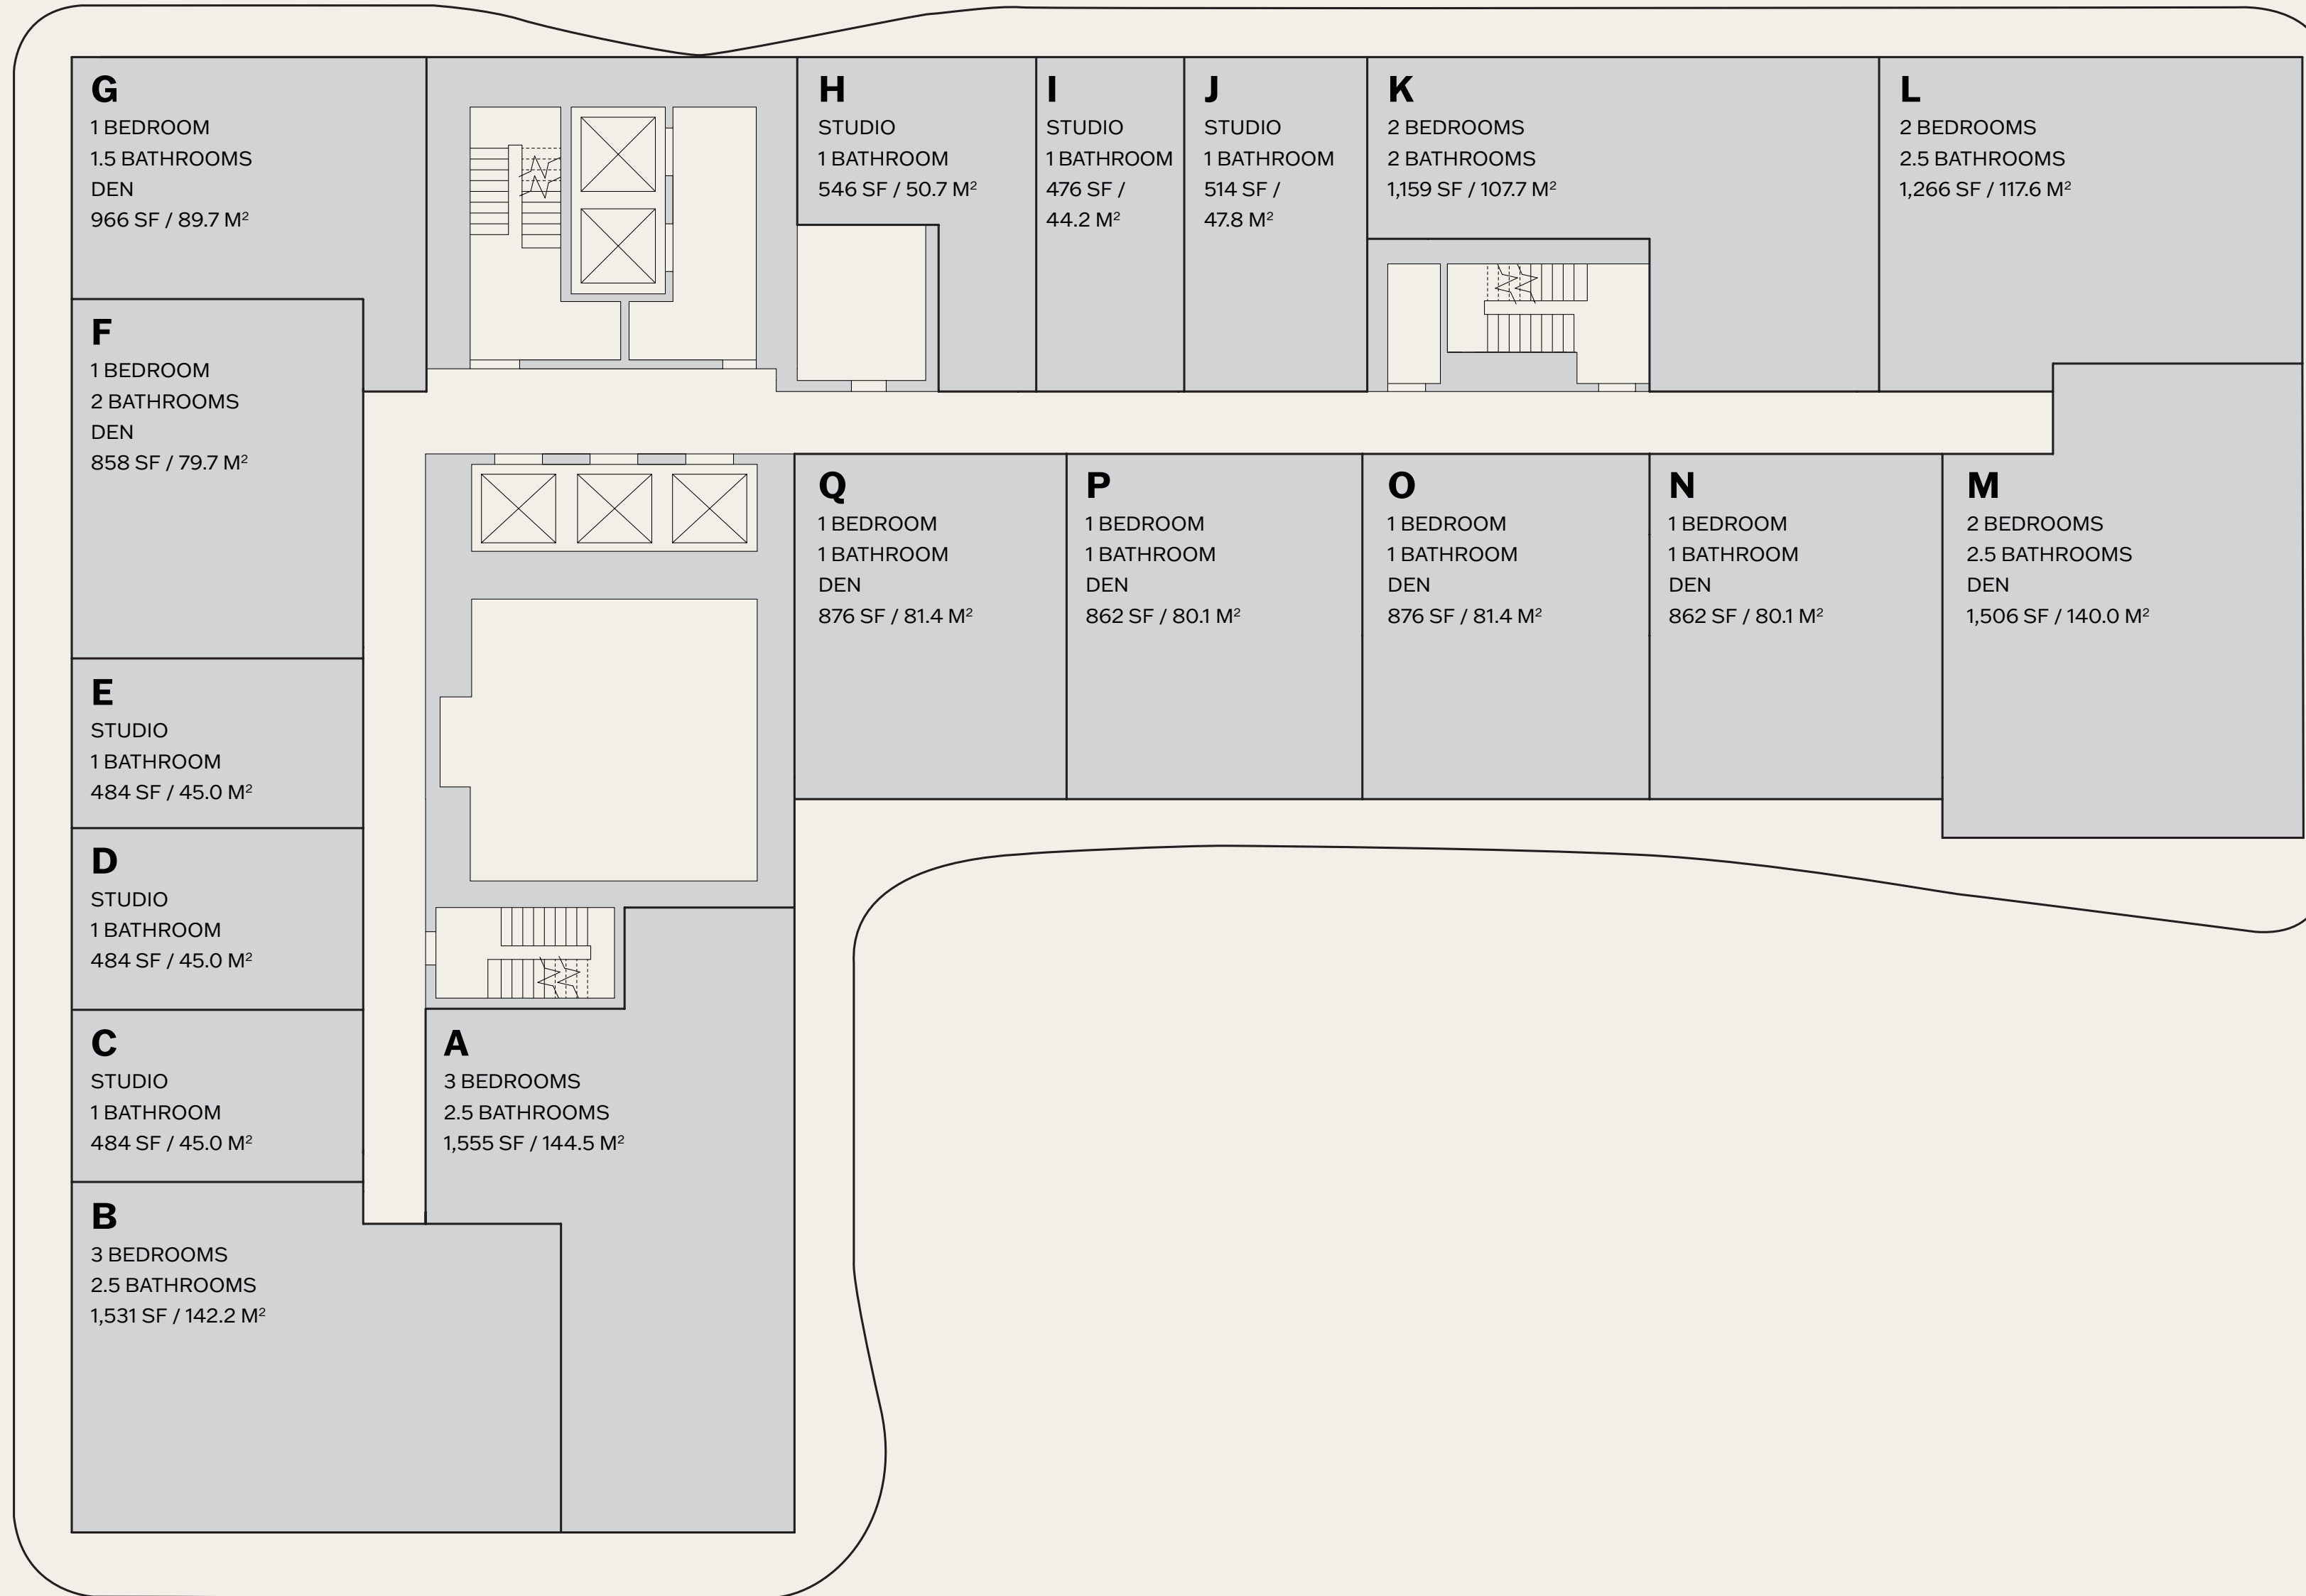 G
1 BEDROOM
1.5 BATHROOMS
DEN
966 SF / 89.7 M²
H
STUDIO
1 BATHROOM
546 SF / 50.7 M²
I
STUDIO
1 BATHROOM
476 SF /
44.2 M²
J
STUDIO
1 BATHROOM
514 SF /
47.8 M²
K
2 BEDROOMS
2 BATHROOMS
1,159 SF / 107.7 M²
L
2 BEDROOMS
2.5 BATHROOMS
1,266 SF / 117.6 M²
F
1 BEDROOM
2 BATHROOMS
DEN
858 SF / 79.7 M²
Q
1 BEDROOM
1 BATHROOM
DEN
876 SF / 81.4 M²
P
1 BEDROOM
1 BATHROOM
DEN
862 SF / 80.1 M²
O
1 BEDROOM
1 BATHROOM
DEN
876 SF / 81.4 M²
N
1 BEDROOM
1 BATHROOM
DEN
862 SF / 80.1 M²
M
2 BEDROOMS
2.5 BATHROOMS
DEN
1,506 SF / 140.0 M²
E
STUDIO
1 BATHROOM
484 SF / 45.0 M²
D
STUDIO
1 BATHROOM
484 SF / 45.0 M²
C
STUDIO
1 BATHROOM
484 SF / 45.0 M²
A
3 BEDROOMS
2.5 BATHROOMS
1,555 SF / 144.5 M²
B
3 BEDROOMS
2.5 BATHROOMS
1,531 SF / 142.2 M²